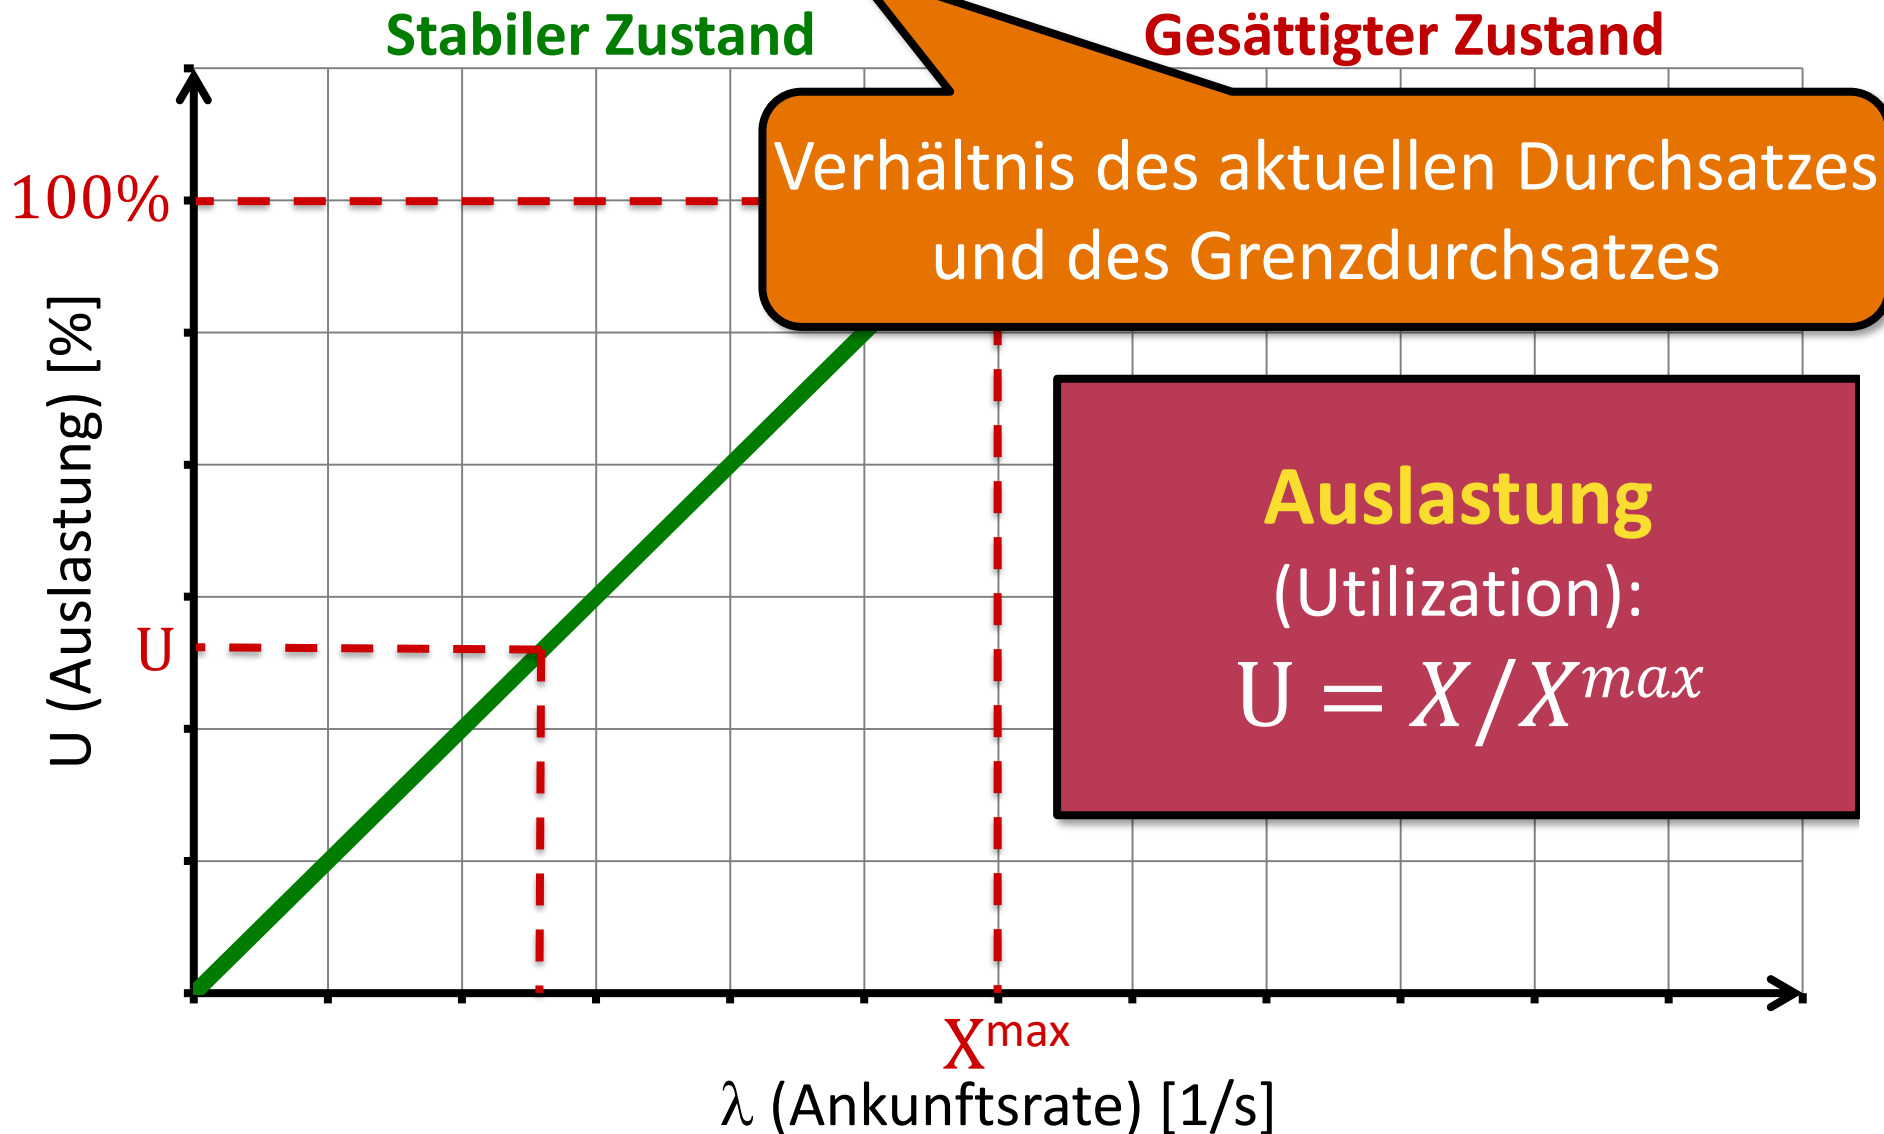 Stabiler Zustand
Gesättigter Zustand
Verhältnis des aktuellen Durchsatzes
und des Grenzdurchsatzes
100%
U (Auslastung) [%]
Auslastung
(Utilization):
U = X/X^max
U
X^max
λ (Ankunftsrate) [1/s]